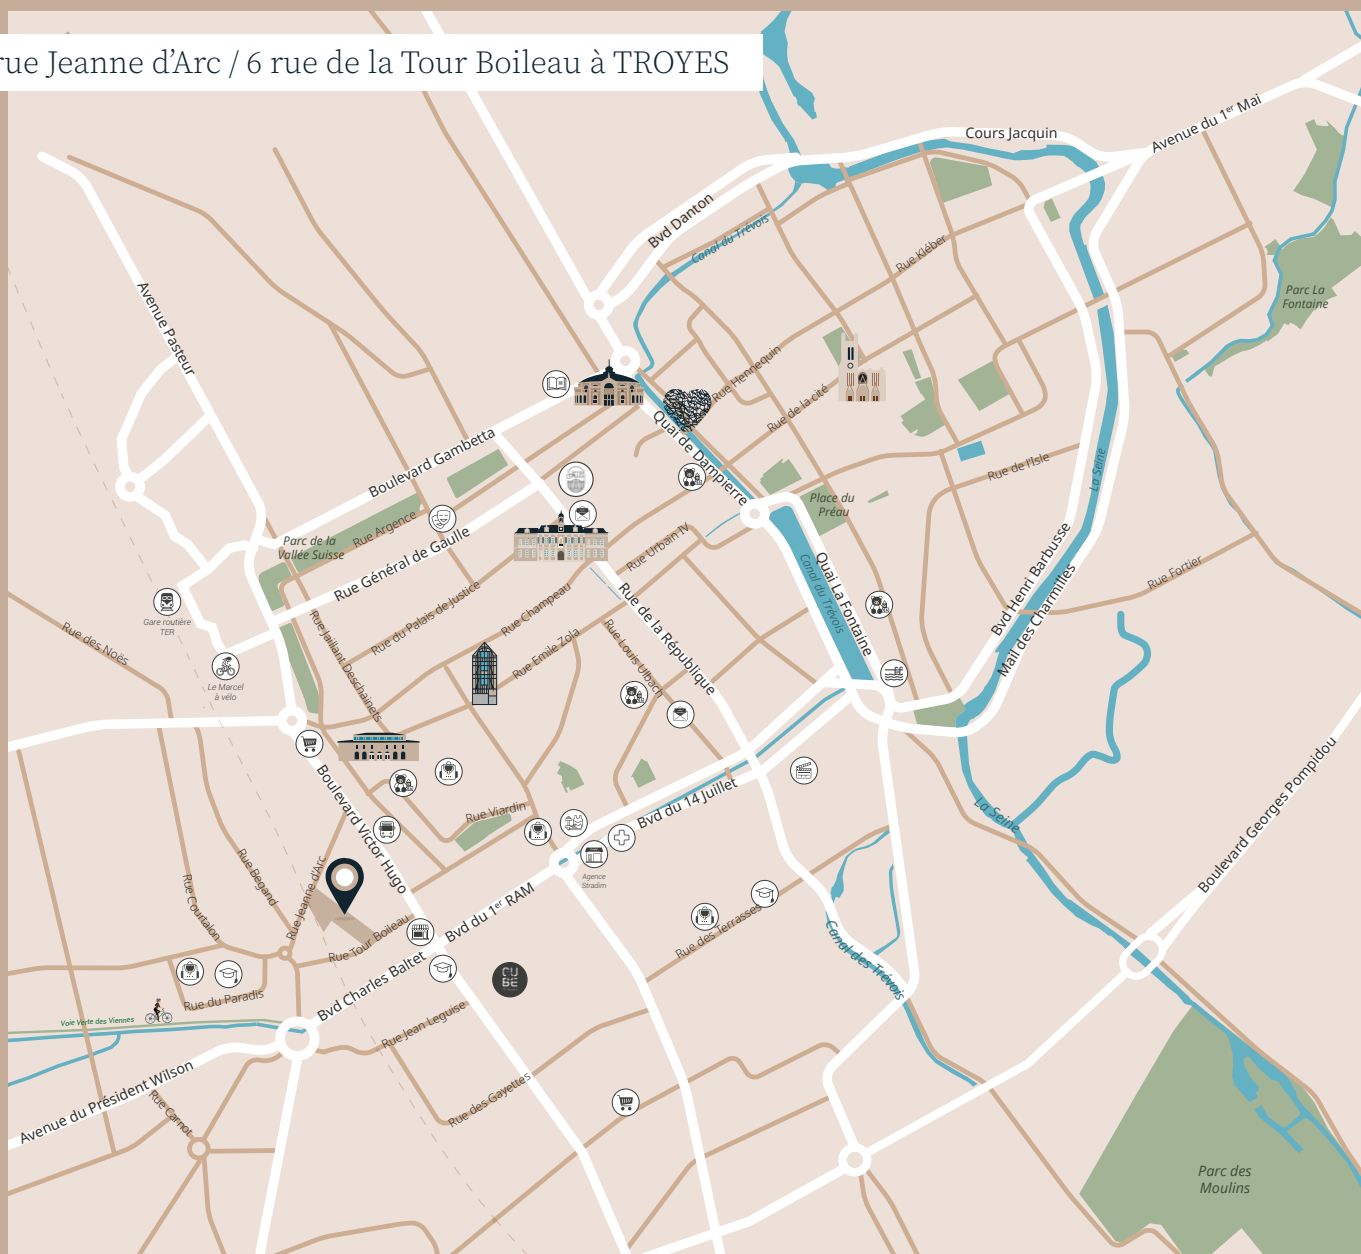 rue Jeanne d’Arc / 6 rue de la Tour Boileau à TROYES
Cours Jacquin
Avenue du 1er Mai
Bvd Danton
Canal du Trévois
Rue Kléber
Parc La
Fontaine
Avenue Pasteur
Rue Hennequin
Rue de la cité
Quai de Dampierre
Boulevard Gambetta
Rue de l'Isle
La Seine
Place du
Préau
Rue Argence
Parc de la
Vallée Suisse
Rue Général de Gaulle
Rue Urbain IV
Quai La Fontaine
Canal du Trévois
Bvd Henri Barbusse
Mail des Charmilles
Rue Fortier
Rue du Palais de Justice
Rue Champeau
Rue Emile Zola
Rue de la République
Rue Louis Ulbach
Rue Jaillant Deschainets
Gare routière
TER
Rue des Noës
Le Marcel
à vélo
Boulevard Victor Hugo
Rue Viardin
Bvd du 14 Juillet
La Seine
Boulevard Georges Pompidou
Agence
Stradim
Rue Bégand
Rue Courtalon
Rue Jeanne d'Arc
Rue Tour Boileau
Bvd du 1er RAM
Rue des Terrasses
Canal des Trévois
Bvd Charles Baltet
CU
BE
Rue du Paradis
Voie Verte des Viennes
Rue Jean Leguise
Avenue du Président Wilson
Rue Carnot
Rue des Gayettes
Parc des
Moulins